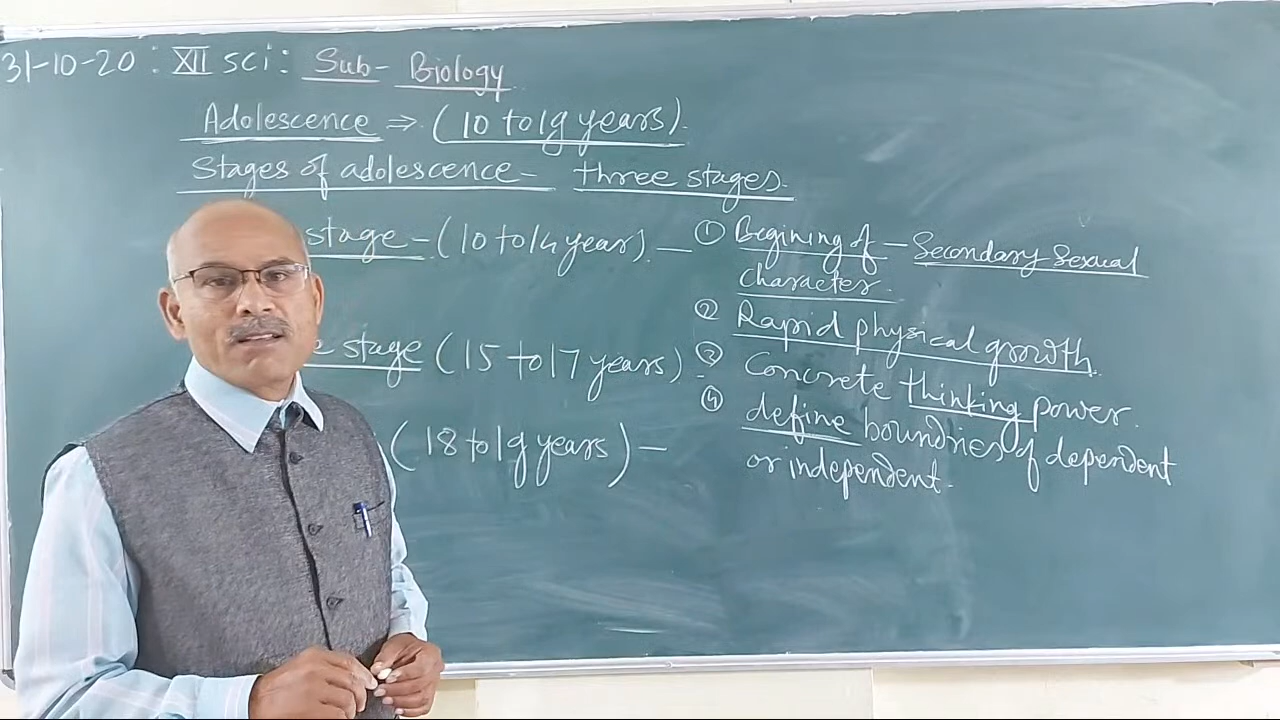 31-10-20 : XII sci : Sub- Biology
Adolescence ⇒ (10 to 19 years).
Stages of adolescence - three stages.
stage - (10 to 14 year). —
① Begining of - Secondary Sexual
Character.
② Rapid physical growth.
stage (15 to 17 years) -
③ Concrete thinking power.
④ define boundries of dependent
or independent.
(18 to 19 years) —